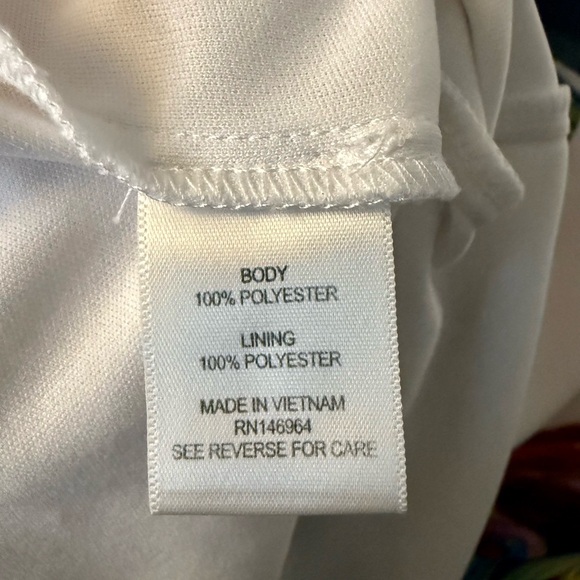 BODY
100% POLYESTER
LINING
100% POLYESTER
MADE IN VIETNAM
RN146964
SEE REVERSE FOR CARE